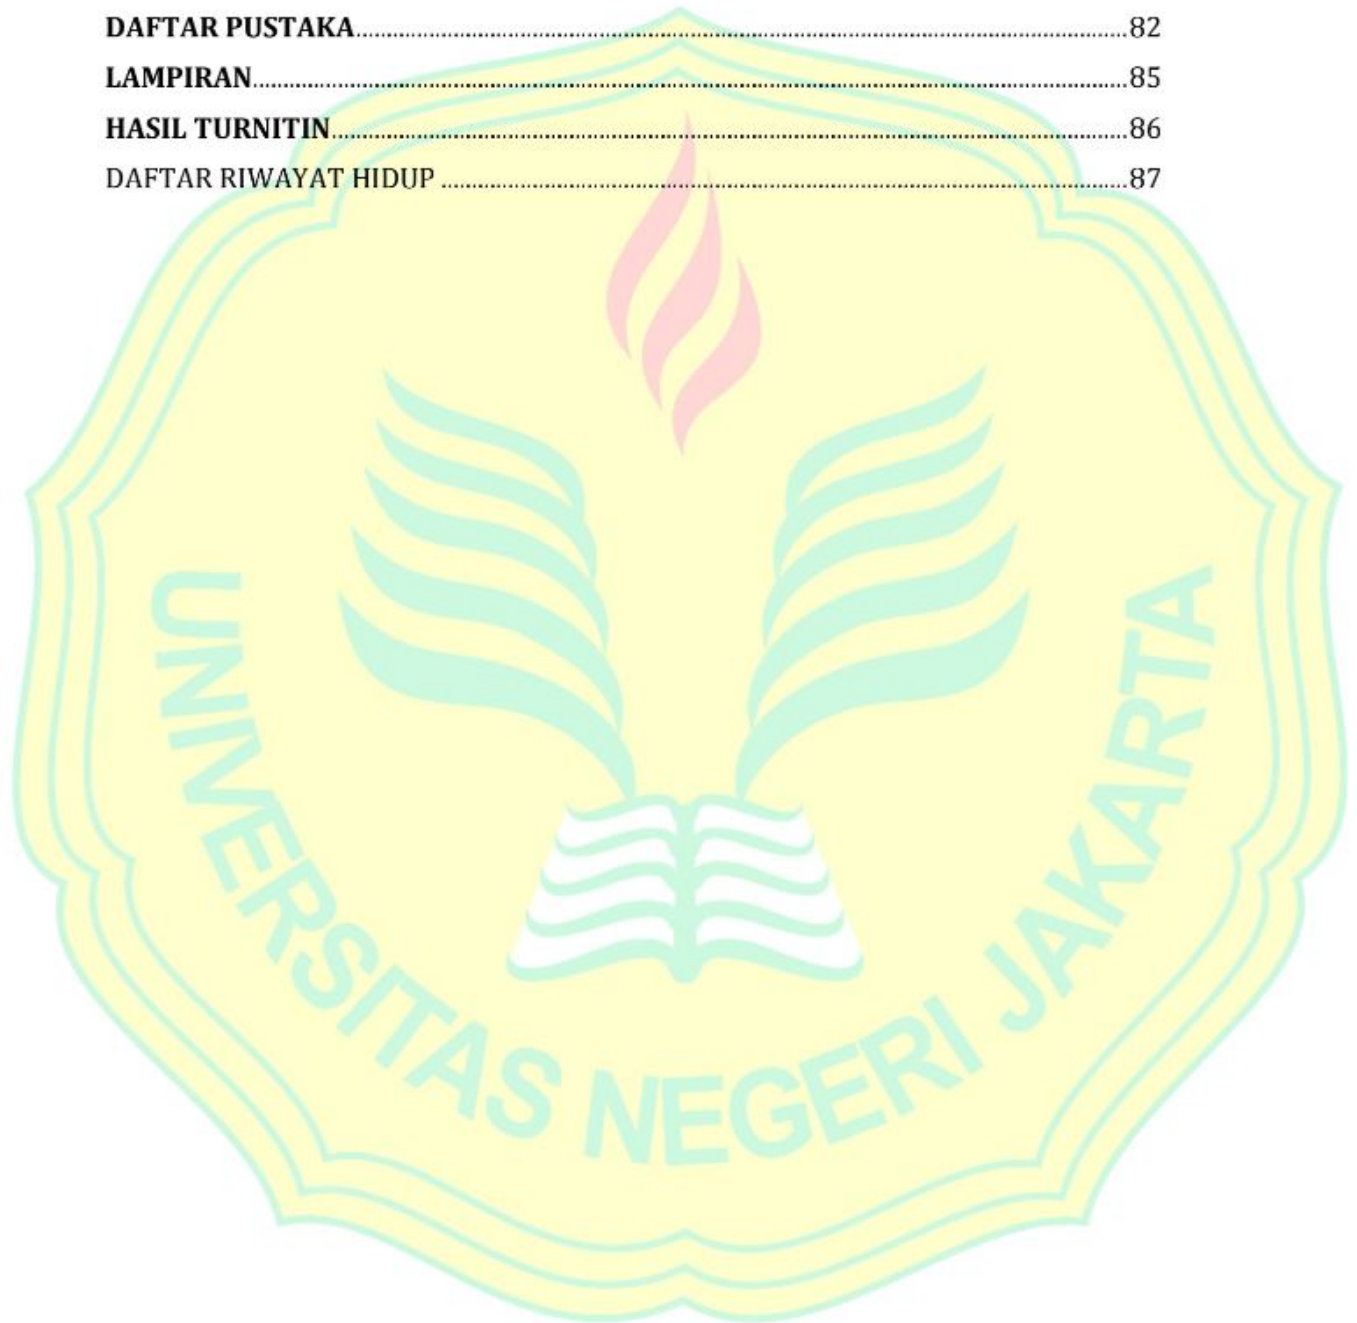 DAFTAR PUSTAKA........................................................................................................82
LAMPIRAN........................................................................................................85
HASIL TURNITIN........................................................................................................86
DAFTAR RIWAYAT HIDUP ........................................................................................................87
UNIVERSITAS NEGERI JAKARTA